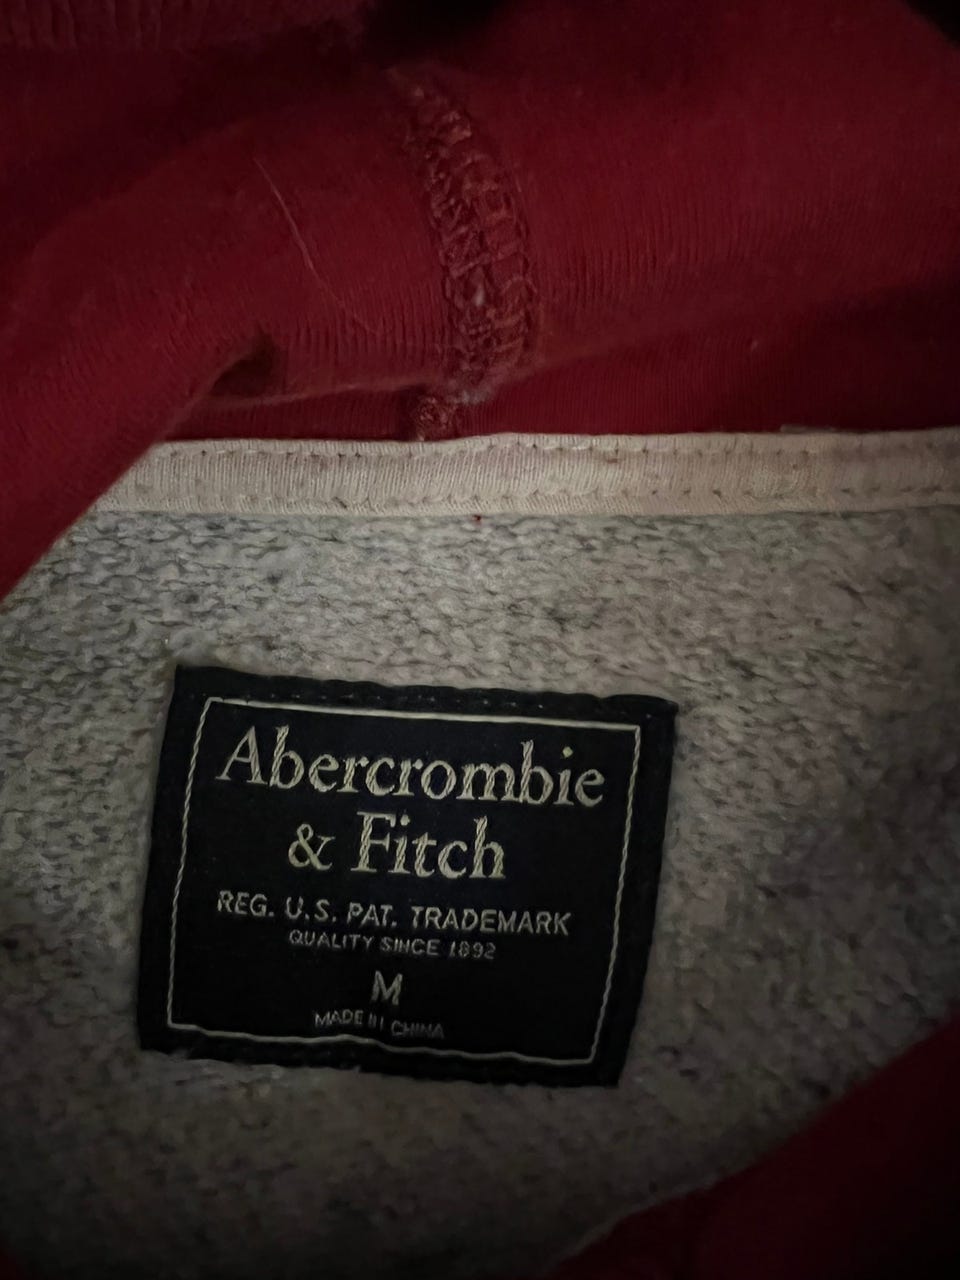 Abercrombie
& Fitch
REG. U.S. PAT. TRADEMARK
QUALITY SINCE 1892
M
MADE IN CHINA